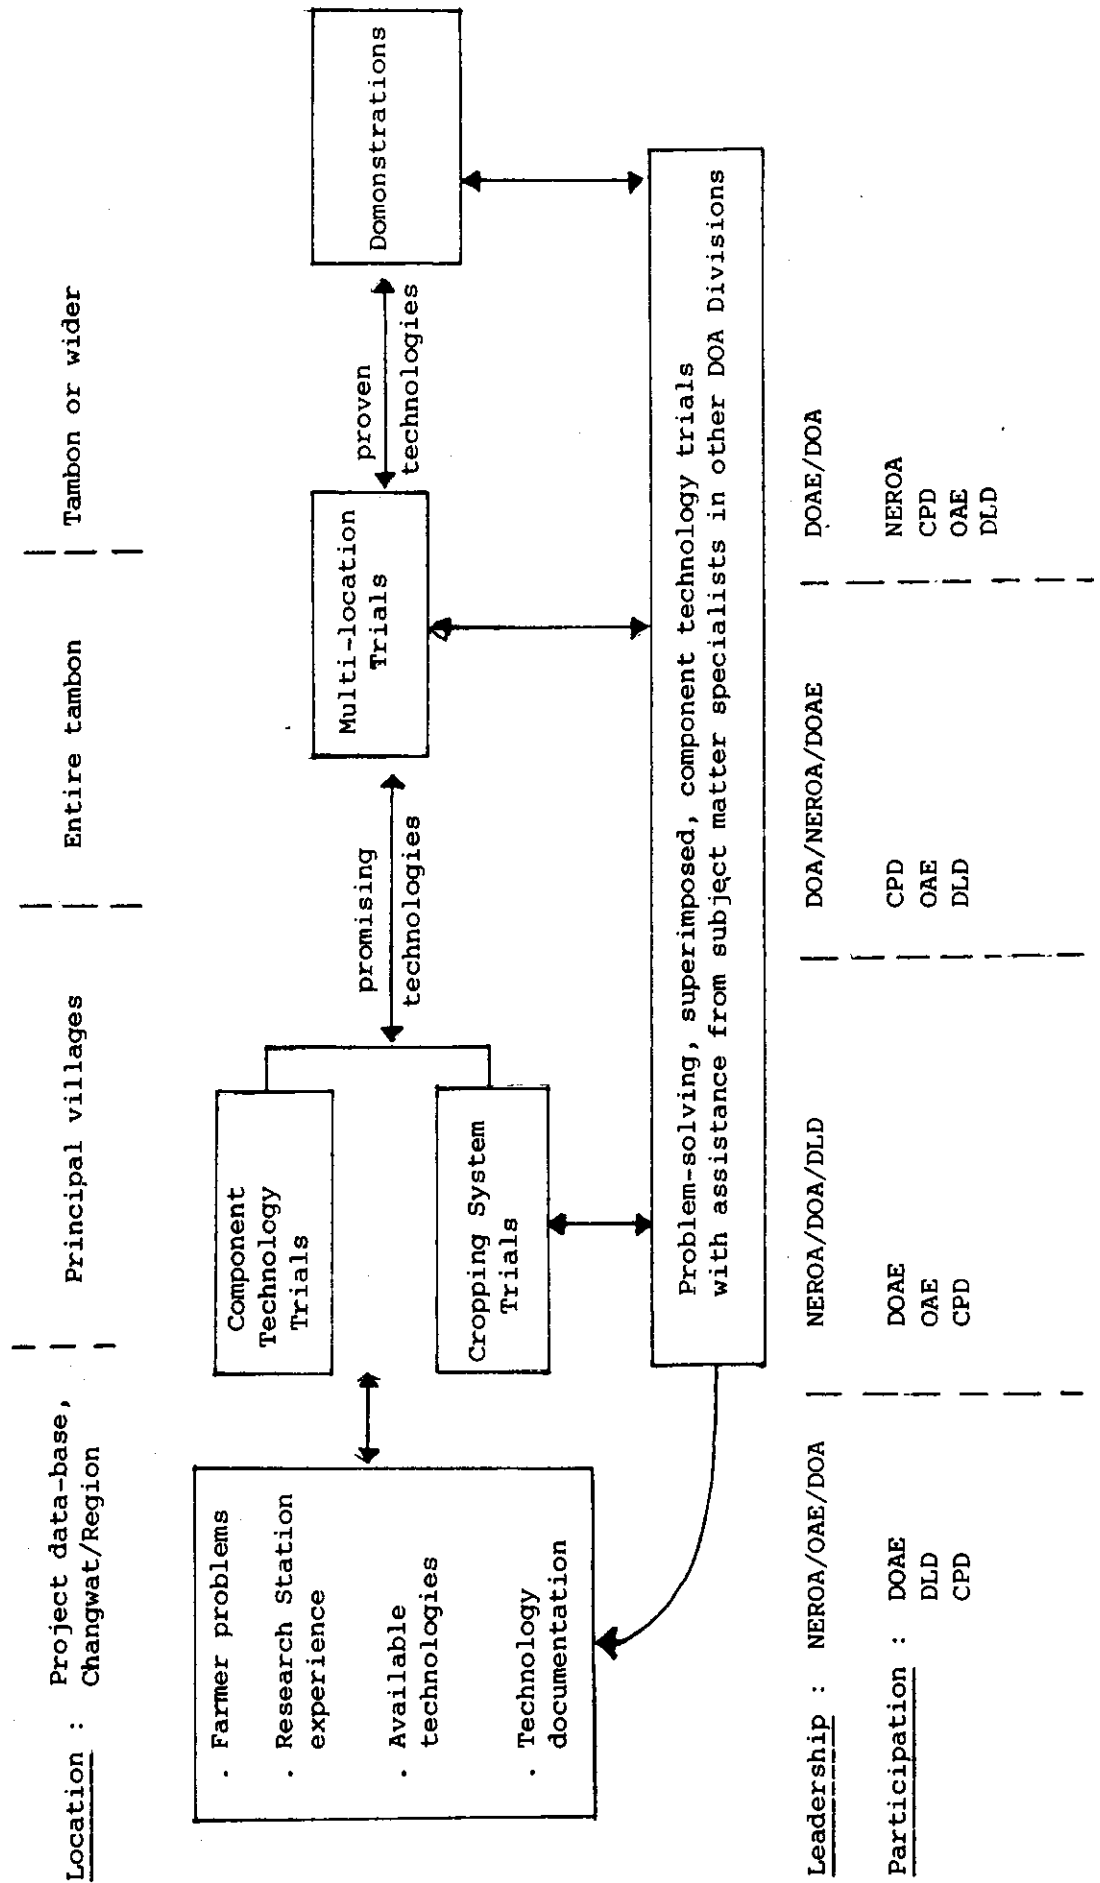 Location : Project data-base,
Changwat/Region
Principal villages
Entire tambon
Tambon or wider
· Farmer problems
· Research Station
experience
· Available
technologies
· Technology
documentation
Component
Technology
Trials
Cropping System
Trials
promising
technologies
Multi-location
Trials
proven
technologies
Domonstrations
Problem-solving, superimposed, component technology trials
with assistance from subject matter specialists in other DOA Divisions
Leadership : NEROA/OAE/DOA
NEROA/DOA/DLD
DOA/NEROA/DOAE
DOAE/DOA
Participation : DOAE
DLD
CPD
DOAE
OAE
CPD
CPD
OAE
DLD
NEROA
CPD
OAE
DLD